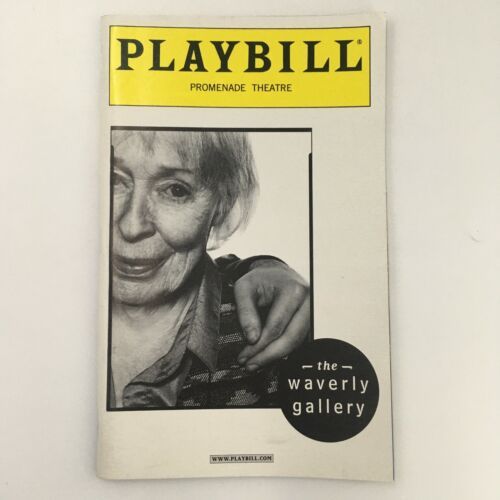 PLAYBILL®
PROMENADE THEATRE
– the –
waverly
gallery
WWW.PLAYBILL.COM